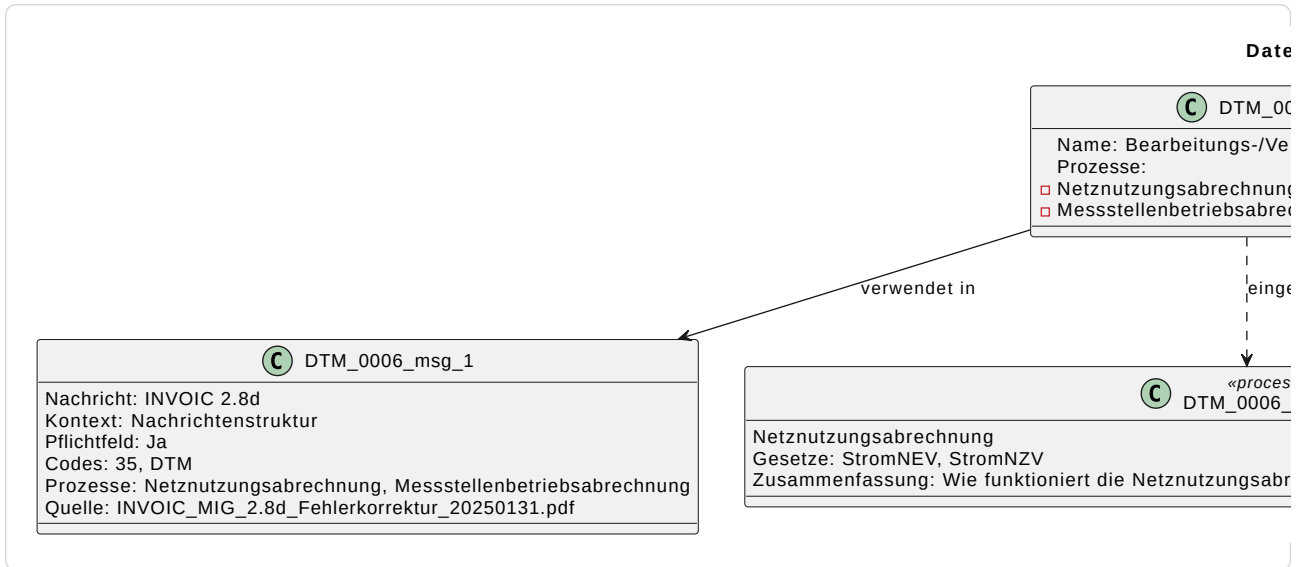 Date
C DTM_00
Name: Bearbeitungs-/Ve
Prozesse:
Netznutzungsabrechnung
Messstellenbetriebsabrec
verwendet in
einge
C DTM_0006_msg_1
Nachricht: INVOIC 2.8d
Kontext: Nachrichtenstruktur
Pflichtfeld: Ja
Codes: 35, DTM
Prozesse: Netznutzungsabrechnung, Messstellenbetriebsabrechnung
Quelle: INVOIC_MIG_2.8d_Fehlerkorrektur_20250131.pdf
«proces
C DTM_0006_
Netznutzungsabrechnung
Gesetze: StromNEV, StromNZV
Zusammenfassung: Wie funktioniert die Netznutzungsabr